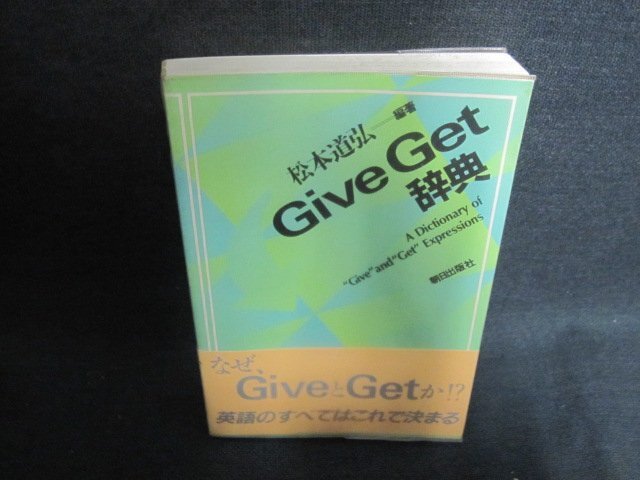 松本道弘──編著
Give Get
辞典
A Dictionary of
“Give” and “Get” Expressions
朝日出版社
なぜ、
GiveとGetか!?
英語のすべてはこれで決まる